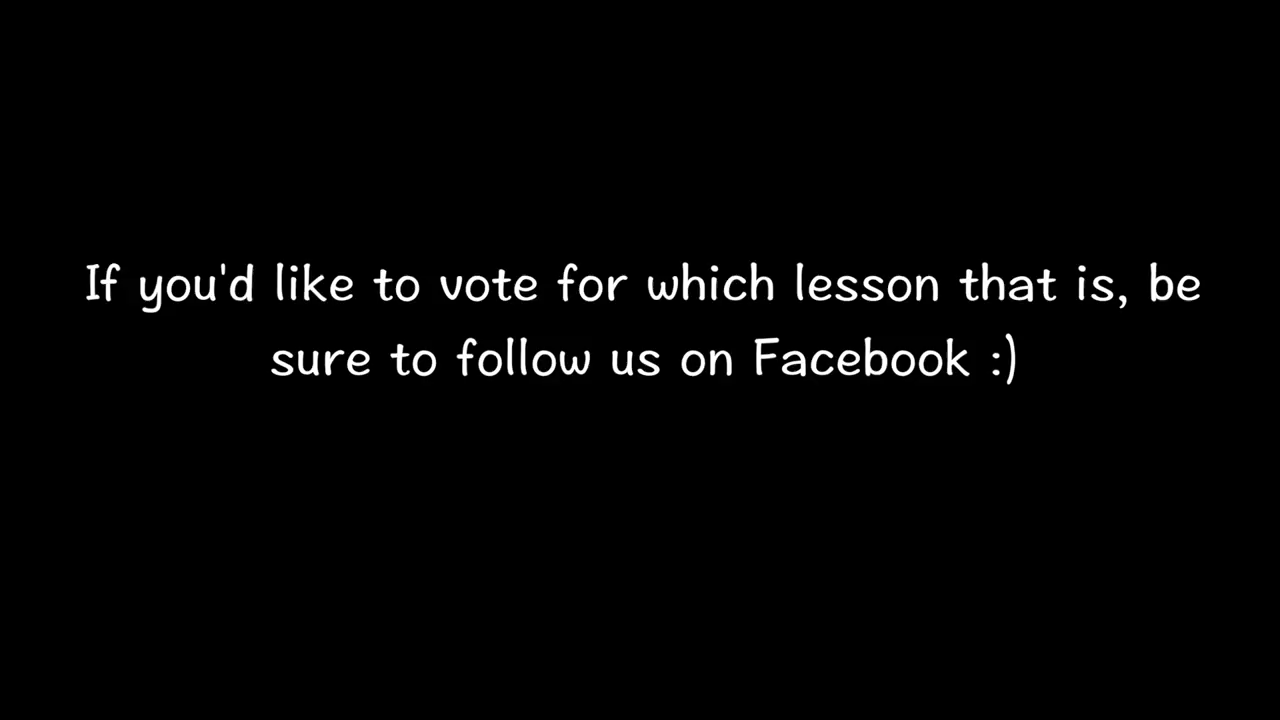 If you'd like to vote for which lesson that is, be
sure to follow us on Facebook :)